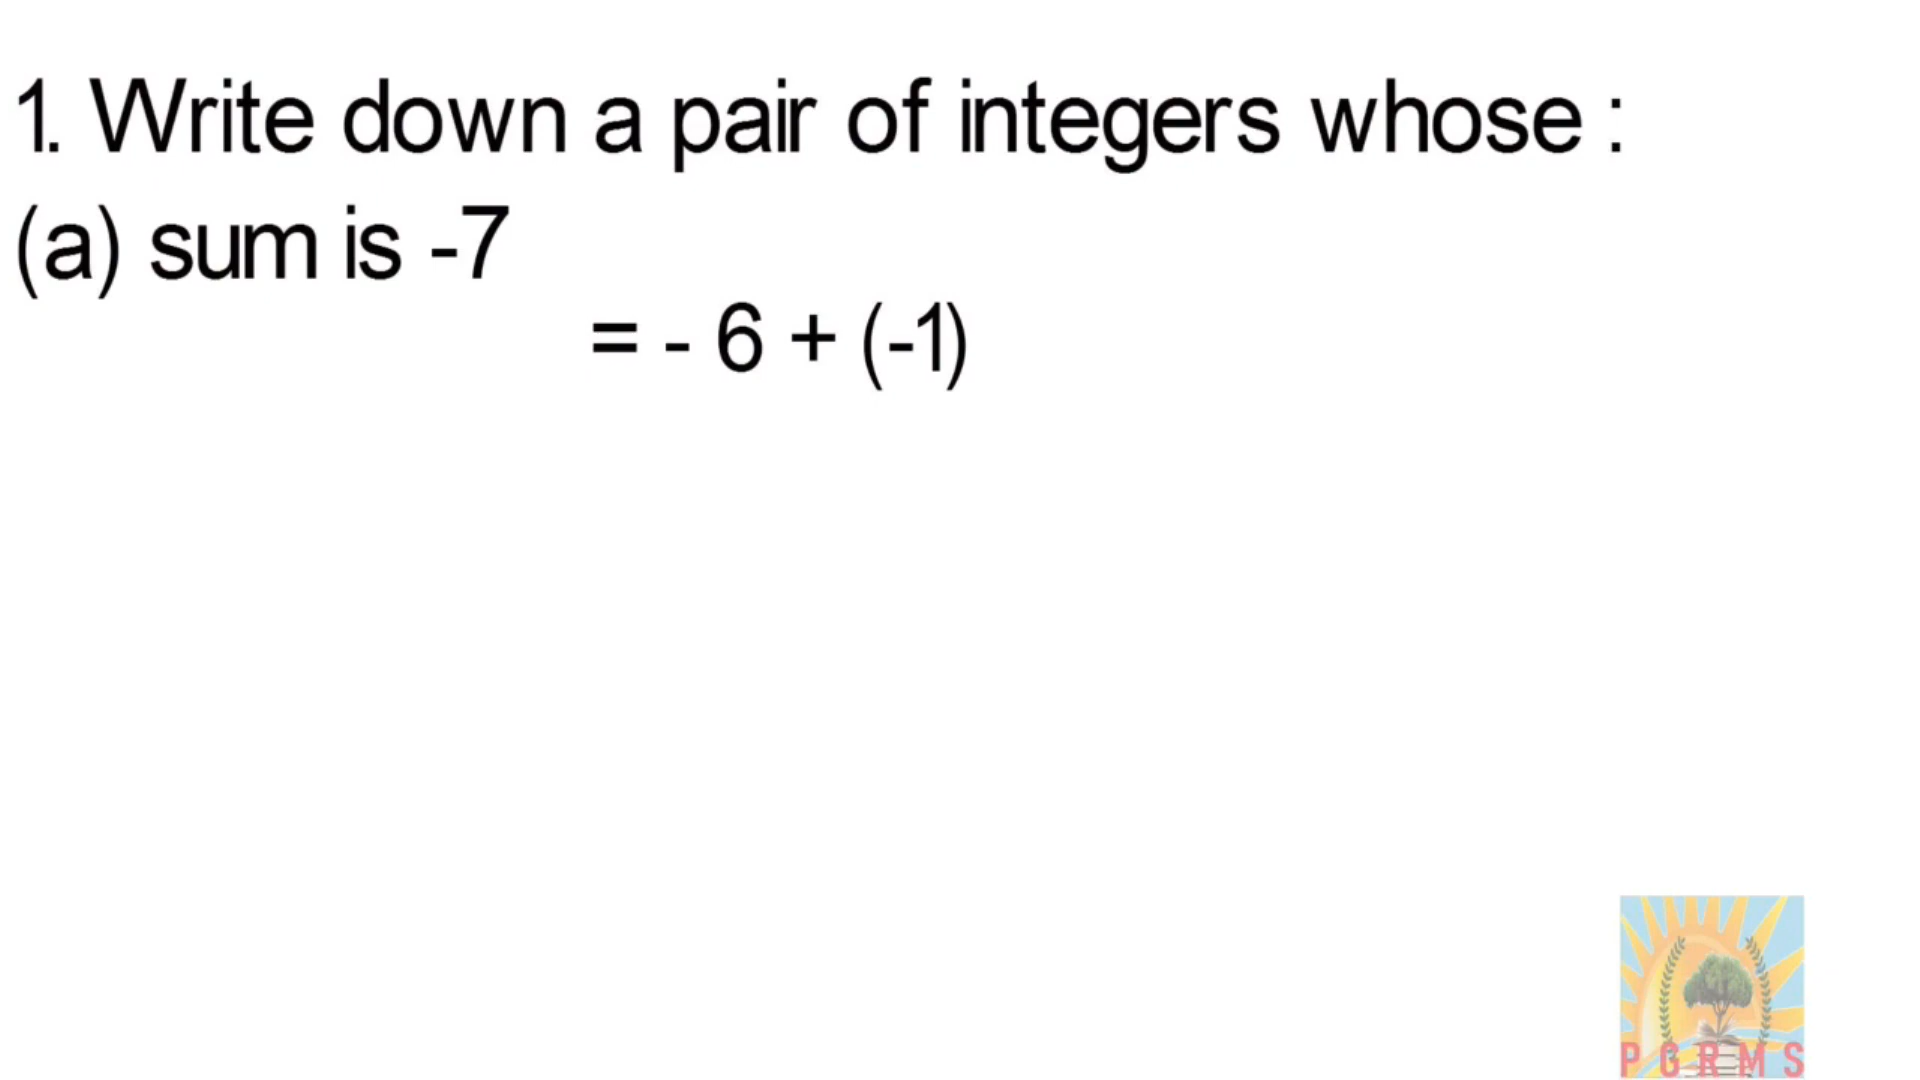 1. Write down a pair of integers whose :
(a) sum is -7
= - 6 + (-1)
P G R M S